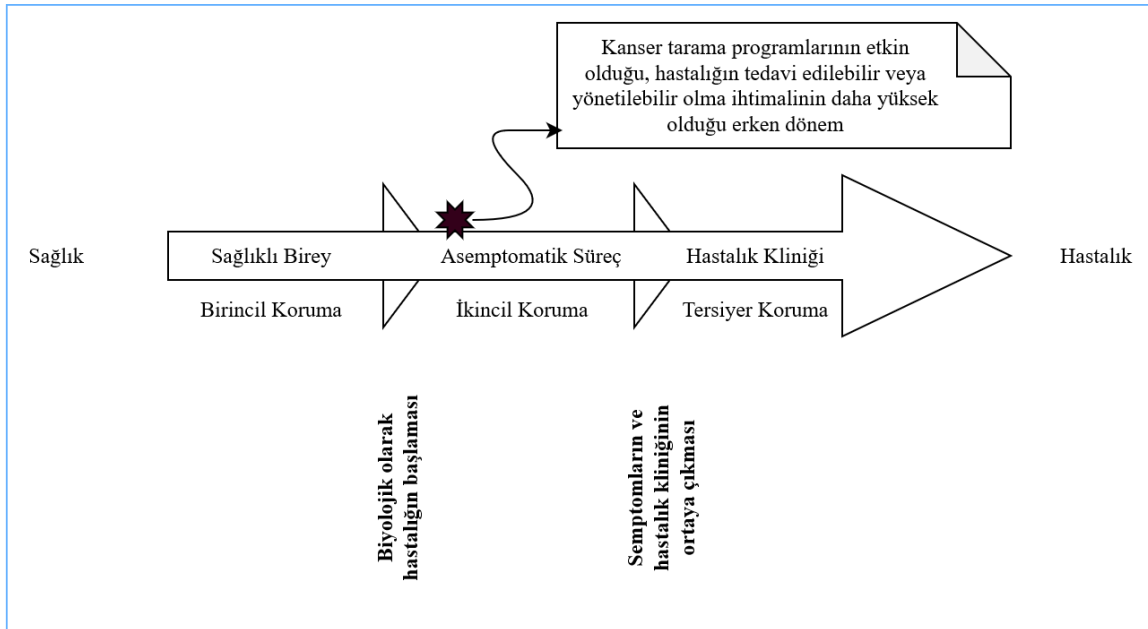 Kanser tarama programlarının etkin
olduğu, hastalığın tedavi edilebilir veya
yönetilebilir olma ihtimalinin daha yüksek
olduğu erken dönem
Sağlık
Sağlıklı Birey
Asemptomatik Süreç
Hastalık Kliniği
Hastalık
Birincil Koruma
İkincil Koruma
Tersiyer Koruma
Biyolojik olarak
hastalığın başlaması
Semptomların ve
hastalık kliniğinin
ortaya çıkması